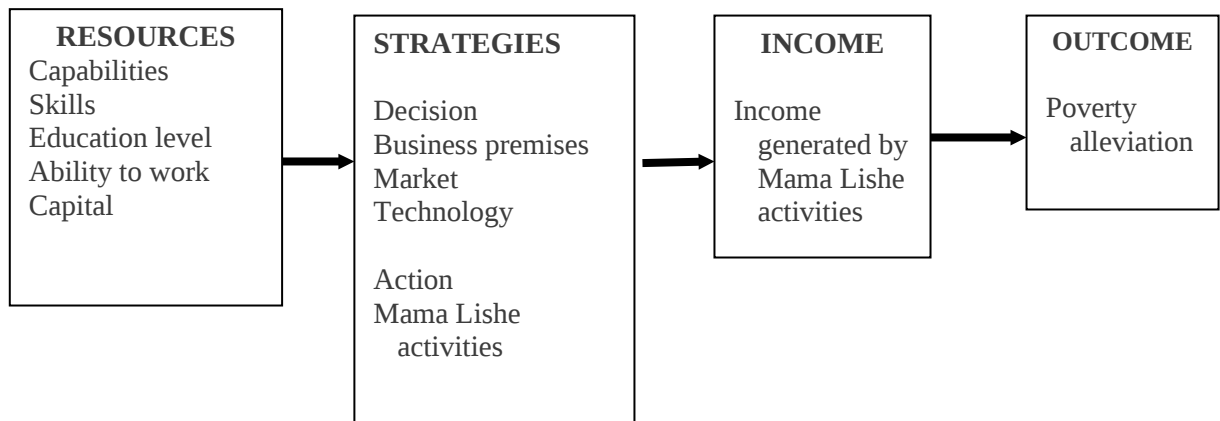 RESOURCES
Capabilities
Skills
Education level
Ability to work
Capital
STRATEGIES
Decision
Business premises
Market
Technology
Action
Mama Lishe
activities
INCOME
Income
generated by
Mama Lishe
activities
OUTCOME
Poverty
alleviation